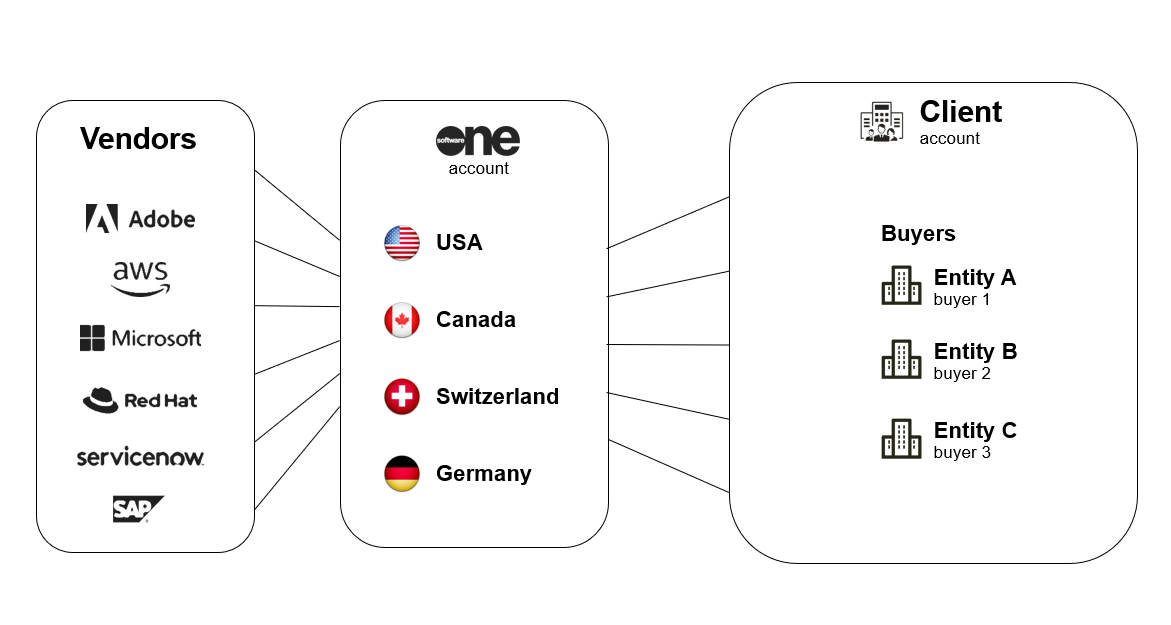 Vendors
Adobe
aws
Microsoft
Red Hat
servicenow
SAP
software one
account
USA
Canada
Switzerland
Germany
Client
account
Buyers
Entity A
buyer 1
Entity B
buyer 2
Entity C
buyer 3